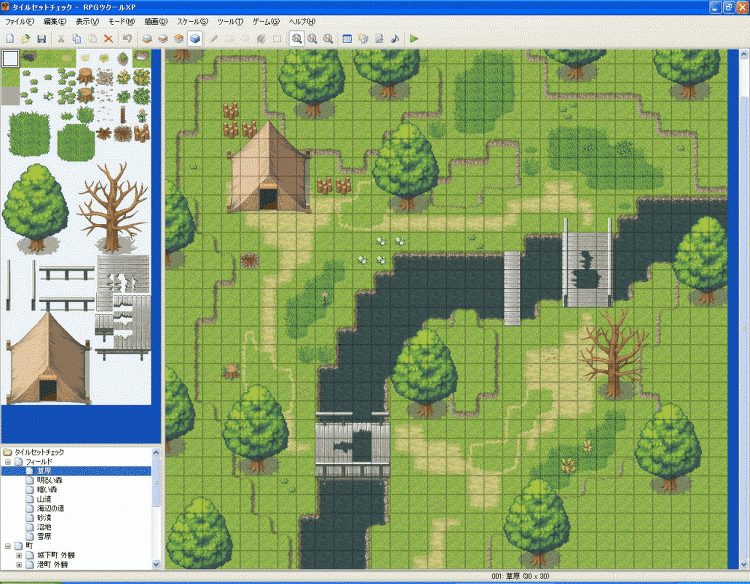 タイルセットチェック - RPGツクールXP
ファイル(F) 編集(E) 表示(V) モード(M) 描画(D) スケール(S) ツール(T) ゲーム(G) ヘルプ(H)
タイルセットチェック
フィールド
草原
明るい森
暗い森
山道
海辺の道
砂漠
沼地
雪原
町
城下町 外観
港町 外観
001: 草原 (30 x 30)